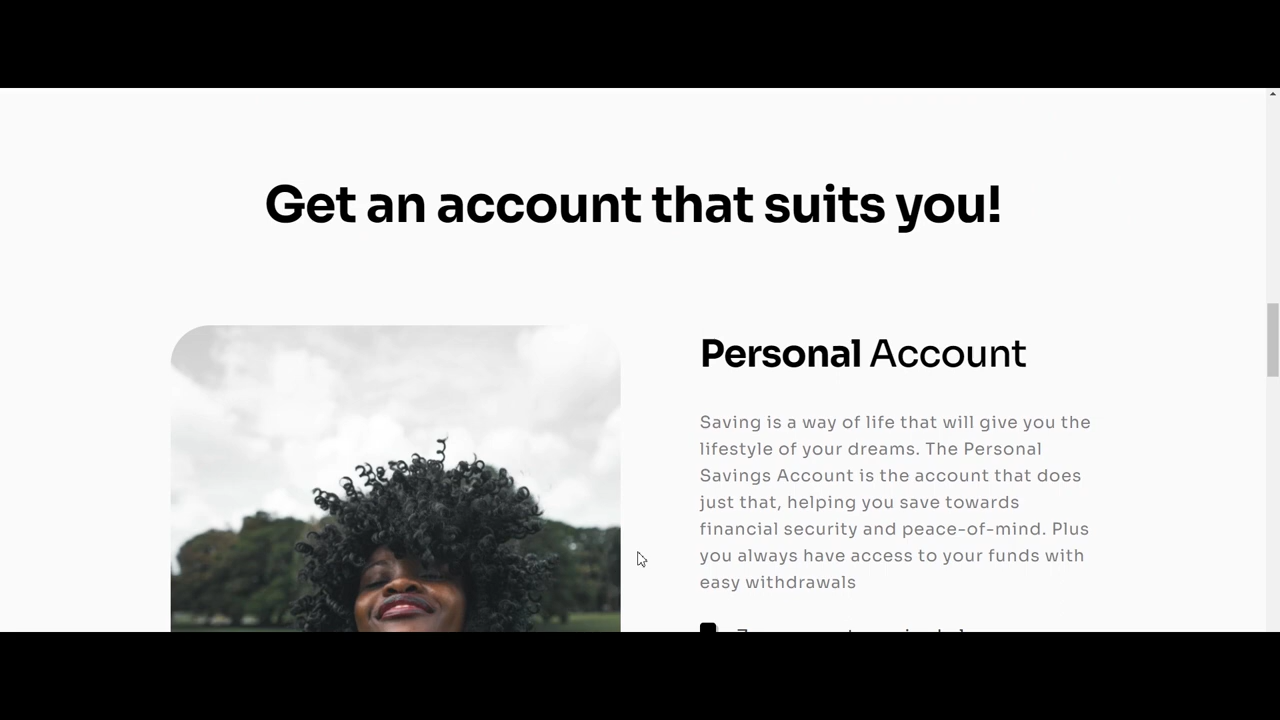 Get an account that suits you!
Personal Account
Saving is a way of life that will give you the
lifestyle of your dreams. The Personal
Savings Account is the account that does
just that, helping you save towards
financial security and peace-of-mind. Plus
you always have access to your funds with
easy withdrawals